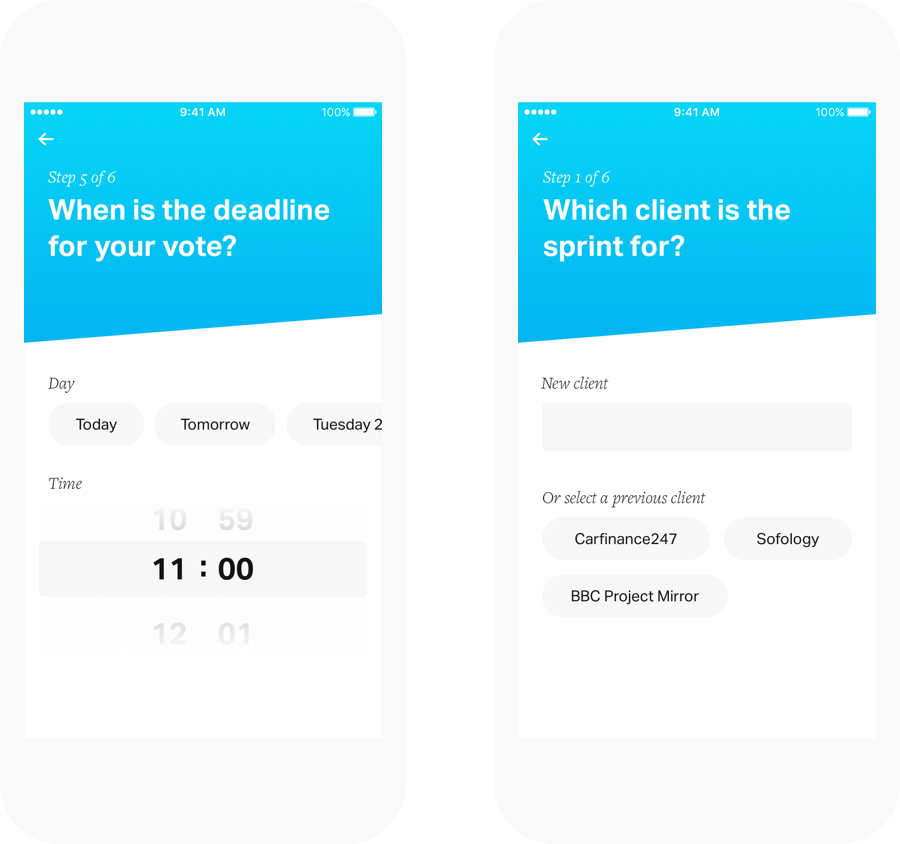 9:41 AM 100%
Step 5 of 6
When is the deadline
for your vote?
Day
Today Tomorrow Tuesday 2
Time
10 59
11 : 00
12 01
9:41 AM 100%
Step 1 of 6
Which client is the
sprint for?
New client
Or select a previous client
Carfinance247 Sofology
BBC Project Mirror